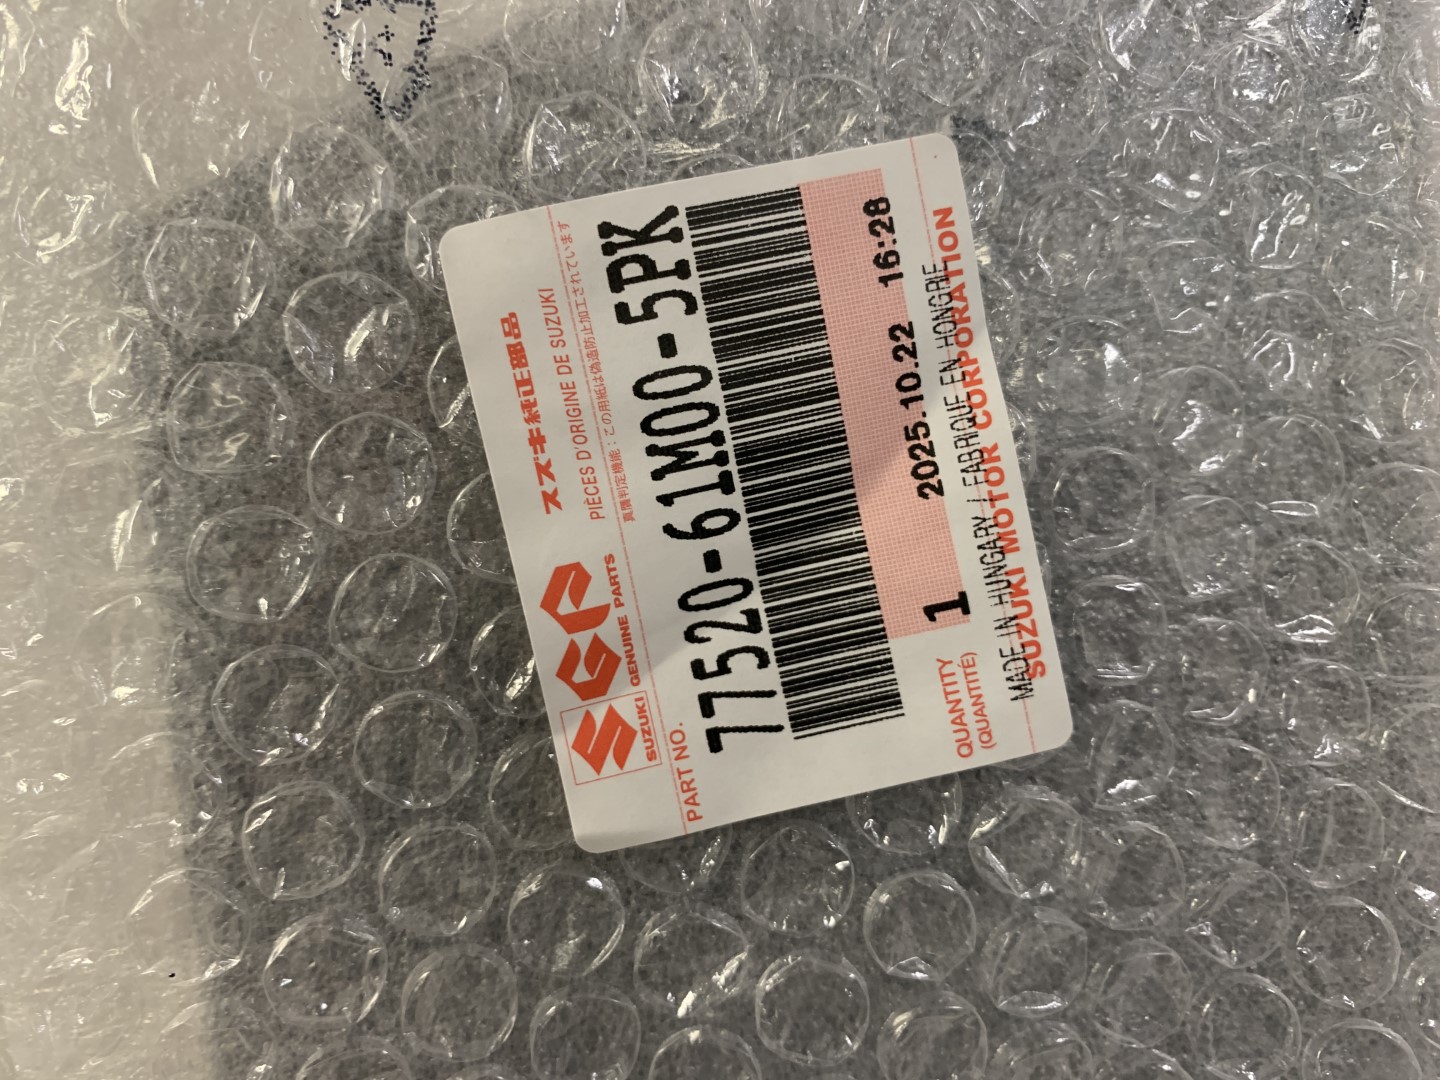 SUZUKI
SGP
GENUINE PARTS
スズキ純正部品
PIÈCES D'ORIGINE DE SUZUKI
真贋判定機能：この用紙は偽造防止加工されています
PART NO.
77520-61M00-5PK
QUANTITY
(QUANTITÉ)
1
2025.10.22 16:28
MADE IN HUNGARY / FABRIQUE EN HONGRIE
SUZUKI MOTOR CORPORATION